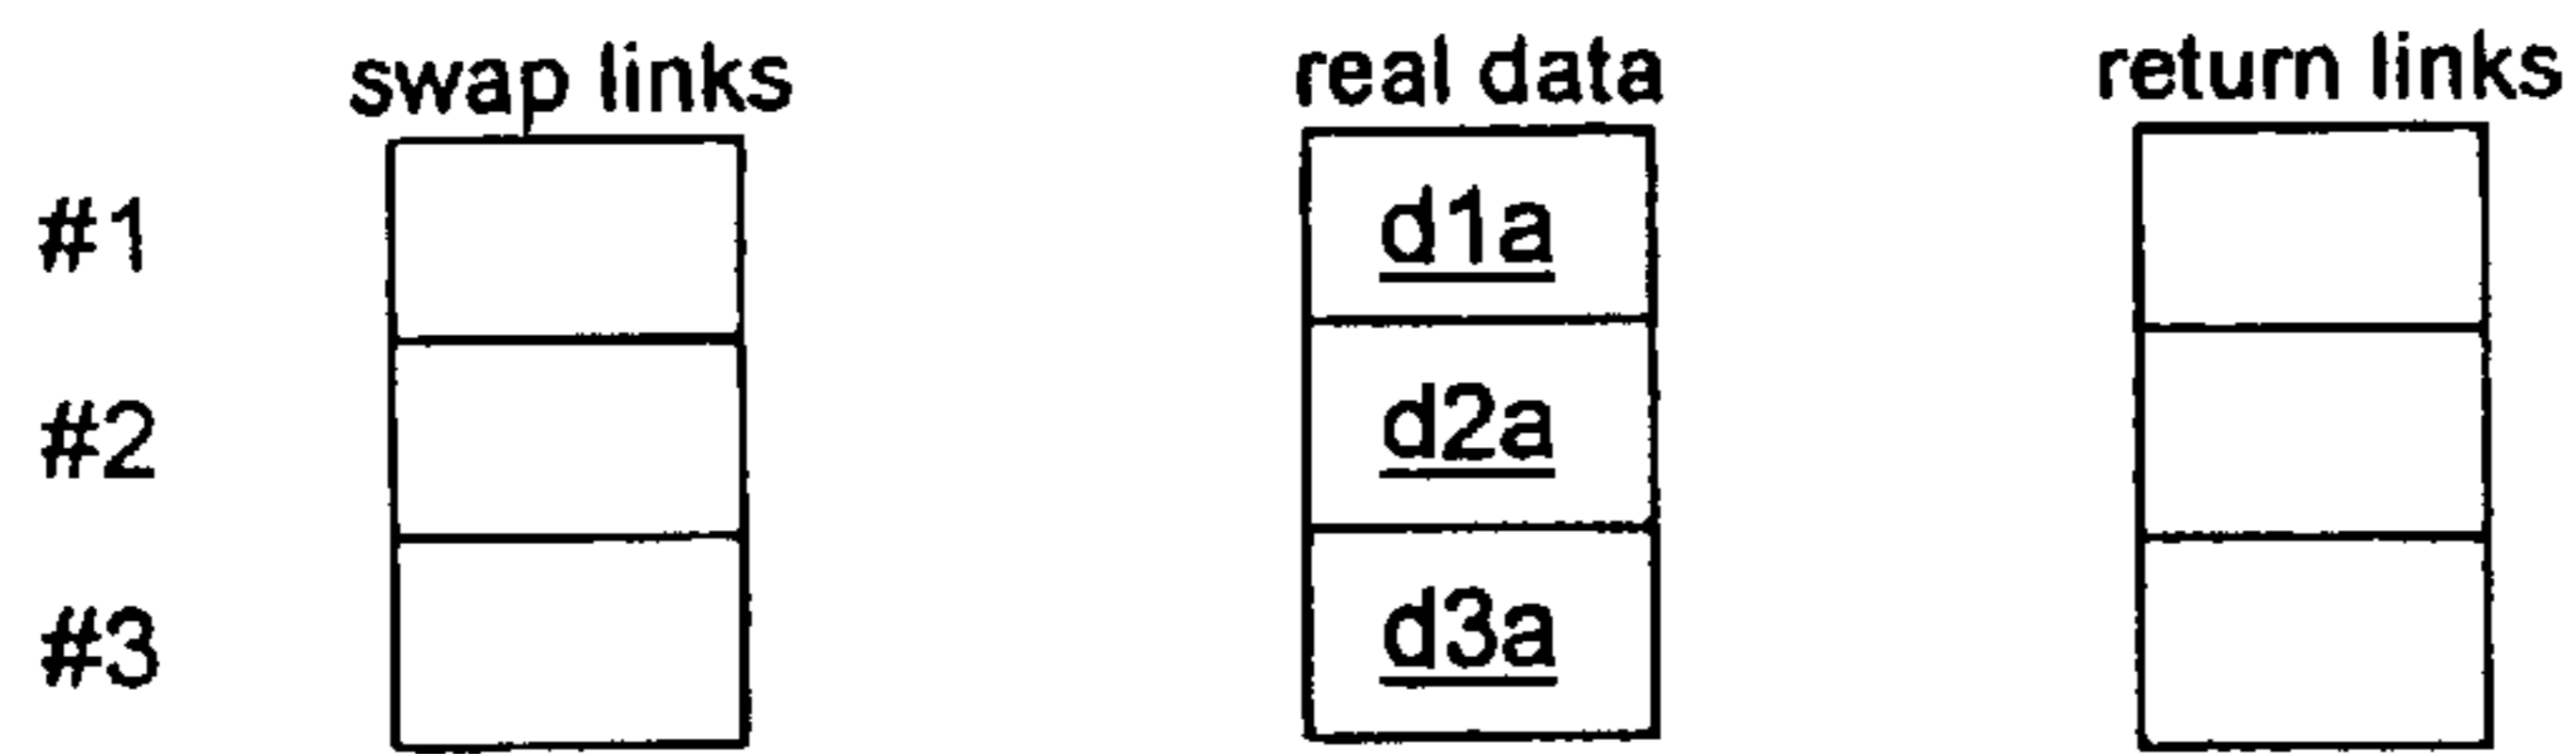 swap links real data return links
#1 d1a
#2 d2a
#3 d3a